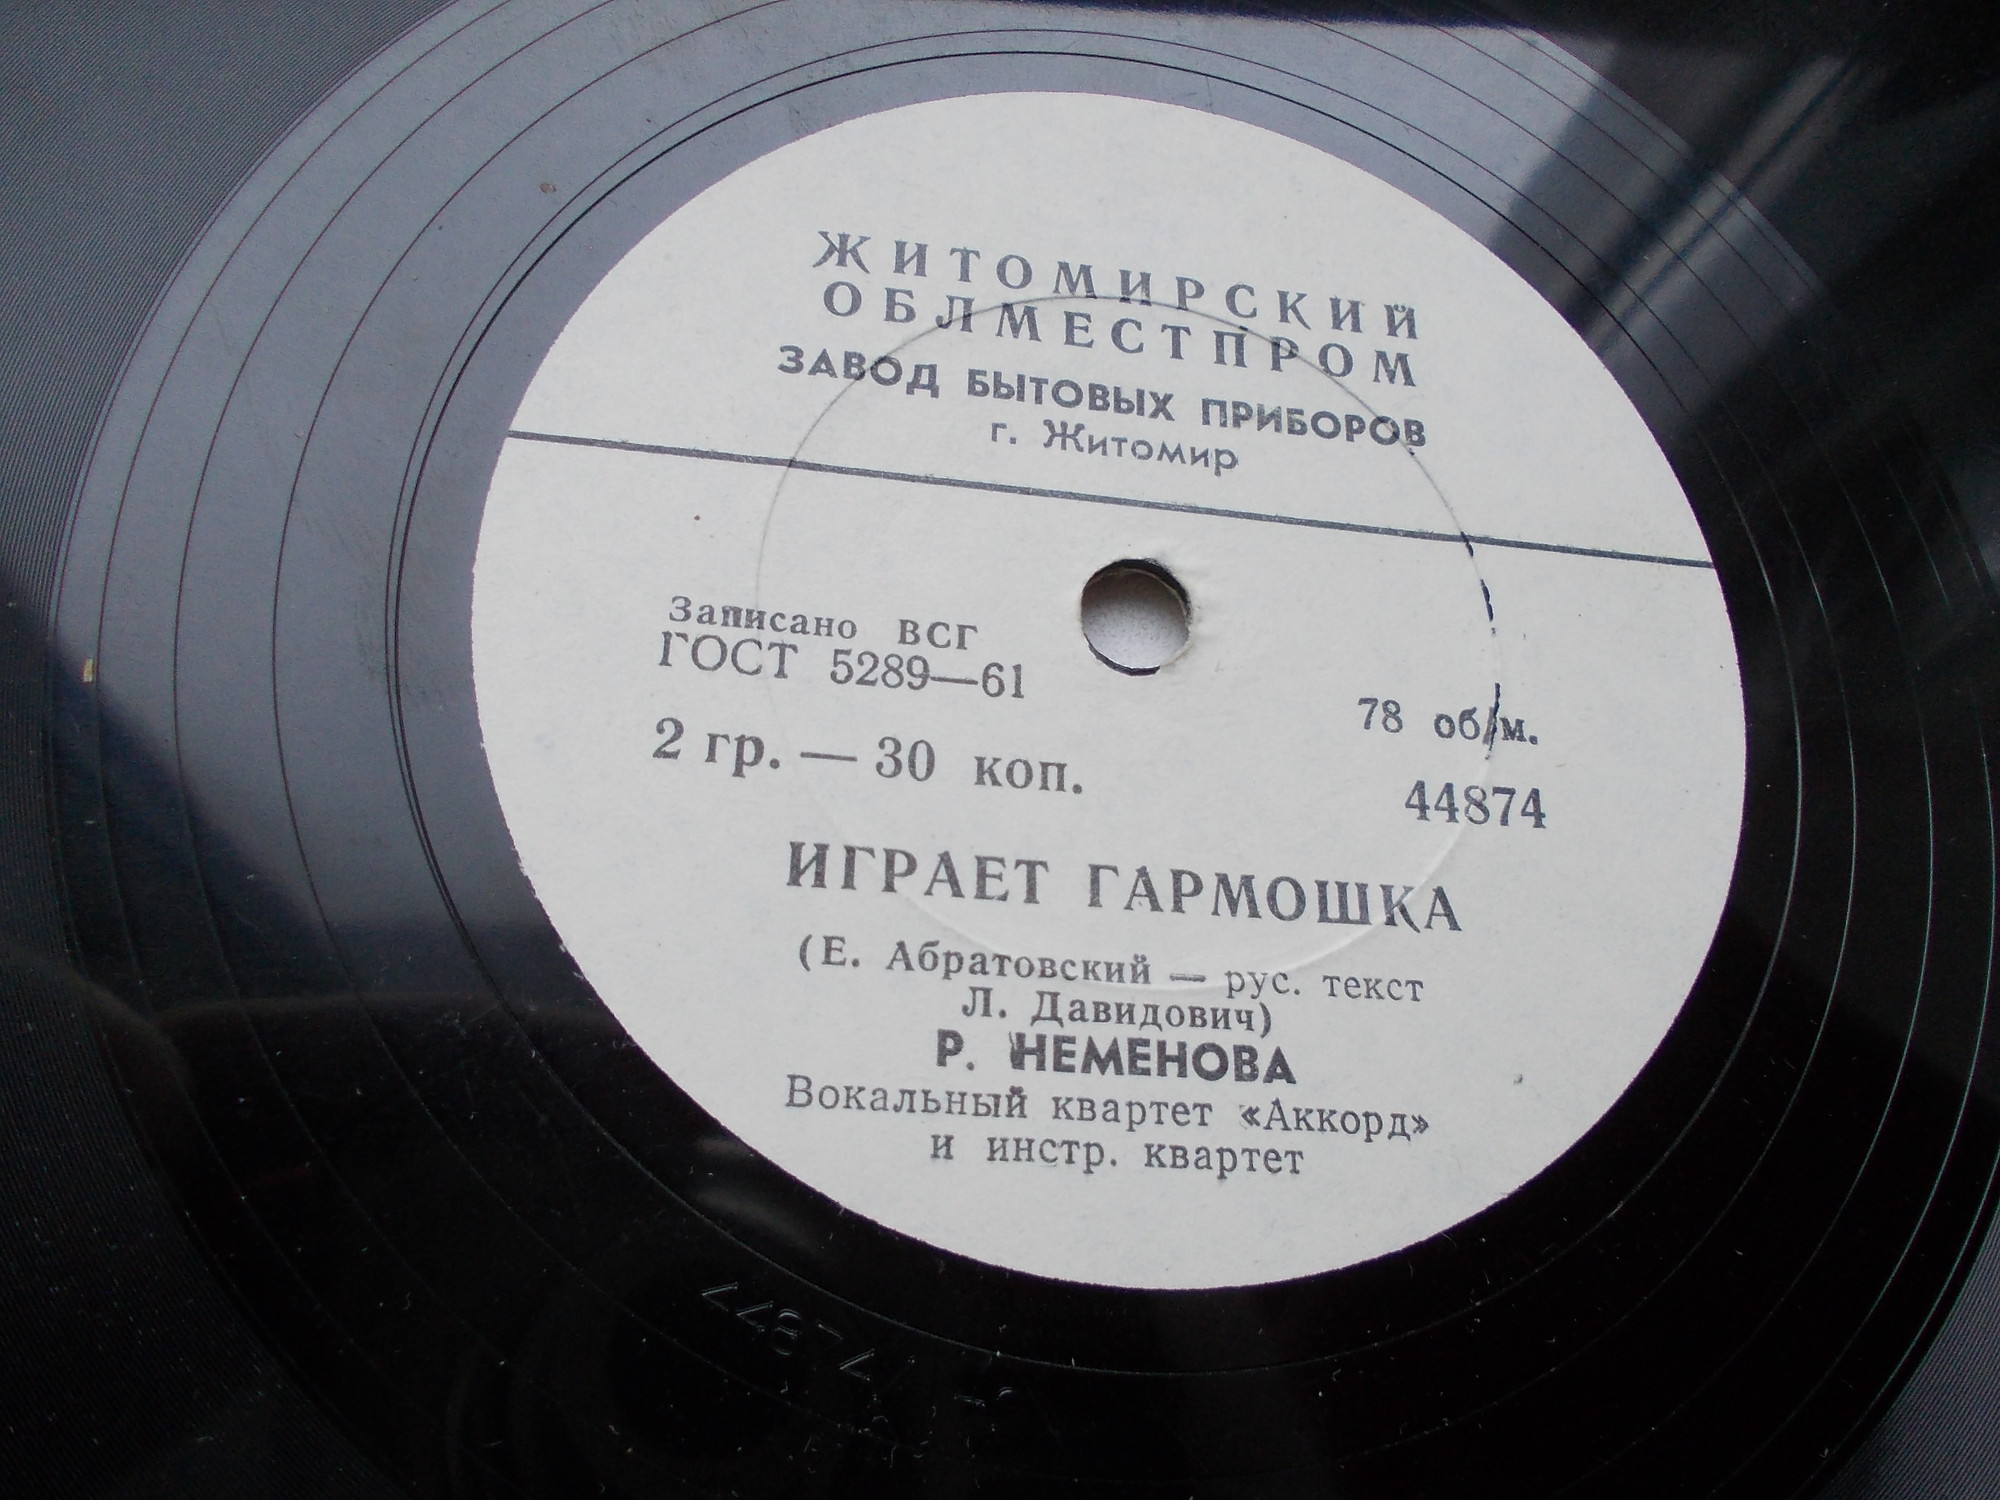 ЖИТОМИРСКИЙ
ОБЛМЕСТПРОМ
ЗАВОД БЫТОВЫХ ПРИБОРОВ
г. Житомир
Записано ВСГ
ГОСТ 5289—61
78 об/м.
2 гр. — 30 коп.
44874
ИГРАЕТ ГАРМОШКА
(Е. Абратовский — рус. текст
Л. Давидович)
Р. НЕМЕНОВА
Вокальный квартет «Аккорд»
и инстр. квартет
44874